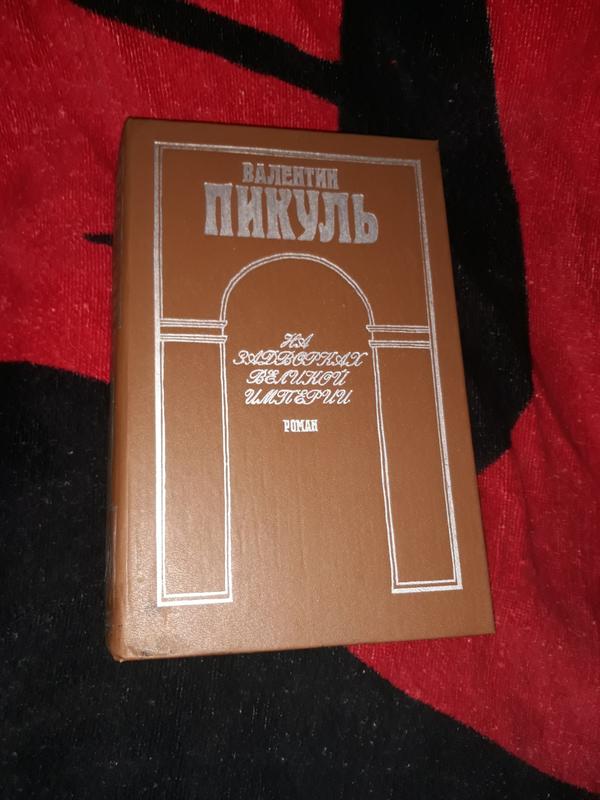 ВАЛЕНТИН
ПИКУЛЬ
НА
ЗАДВОРКАХ
ВЕЛИКОЙ
ИМПЕРИИ
РОМАН